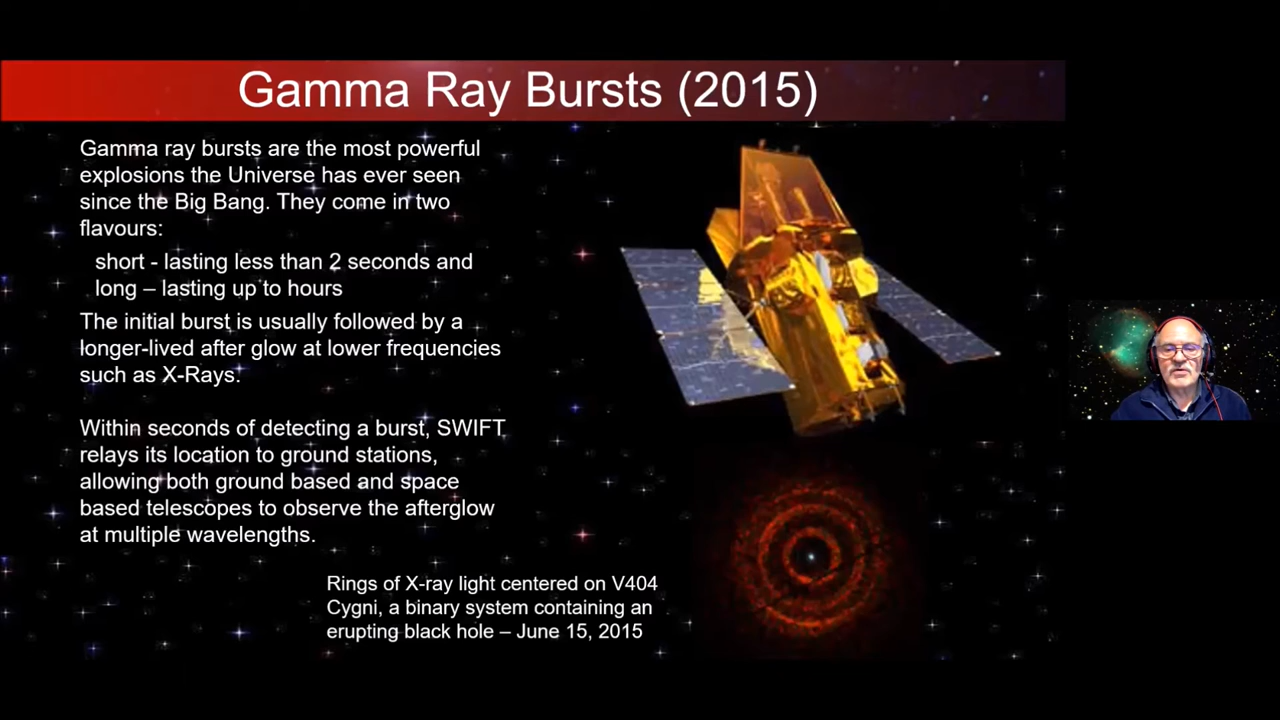 Gamma Ray Bursts (2015)
Gamma ray bursts are the most powerful
explosions the Universe has ever seen
since the Big Bang. They come in two
flavours:
short - lasting less than 2 seconds and
long – lasting up to hours
The initial burst is usually followed by a
longer-lived after glow at lower frequencies
such as X-Rays.
Within seconds of detecting a burst, SWIFT
relays its location to ground stations,
allowing both ground based and space
based telescopes to observe the afterglow
at multiple wavelengths.
Rings of X-ray light centered on V404
Cygni, a binary system containing an
erupting black hole – June 15, 2015